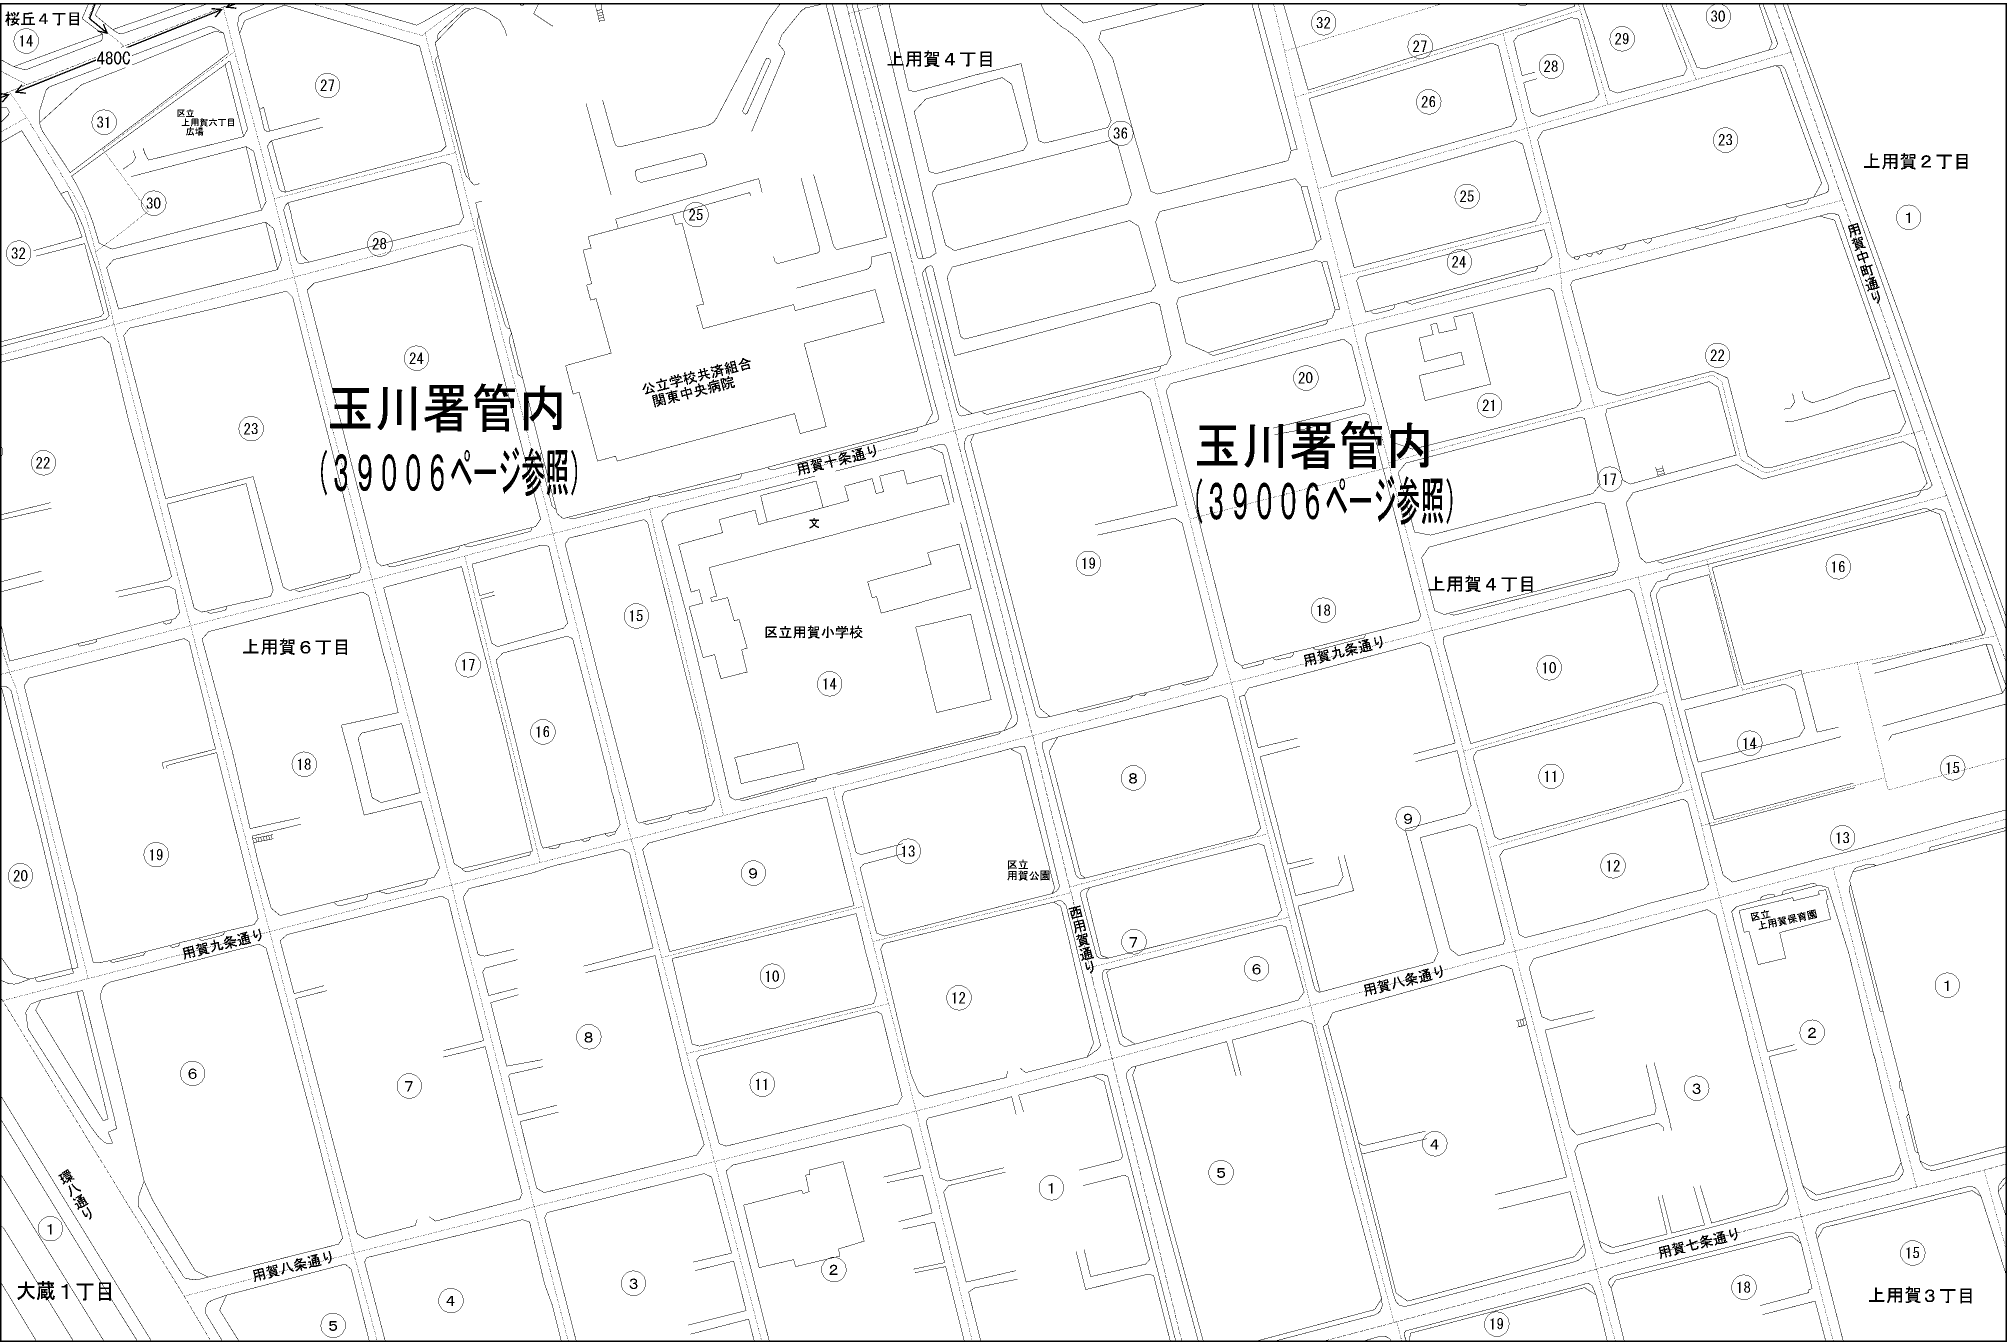 桜丘４丁目
14
480C
27
31
区立
上用賀六丁目
広場
30
32
28
25
上用賀４丁目
36
32
27
28
29
30
26
23
25
24
上用賀２丁目
1
用賀中町通り
24
玉川署管内
(３９００６ページ参照)
23
22
公立学校共済組合
関東中央病院
用賀十条通り
20
21
22
玉川署管内
(３９００６ページ参照)
17
文
19
15
区立用賀小学校
14
18
上用賀４丁目
16
上用賀６丁目
17
16
18
19
20
用賀九条通り
10
11
14
15
8
9
13
12
区立
用賀公園
13
9
用賀九条通り
西用賀通り
7
6
用賀八条通り
区立
上用賀保育園
1
2
10
12
8
11
6
7
3
4
5
1
環八通り
1
大蔵１丁目
用賀八条通り
5
4
3
2
用賀七条通り
18
19
15
上用賀３丁目